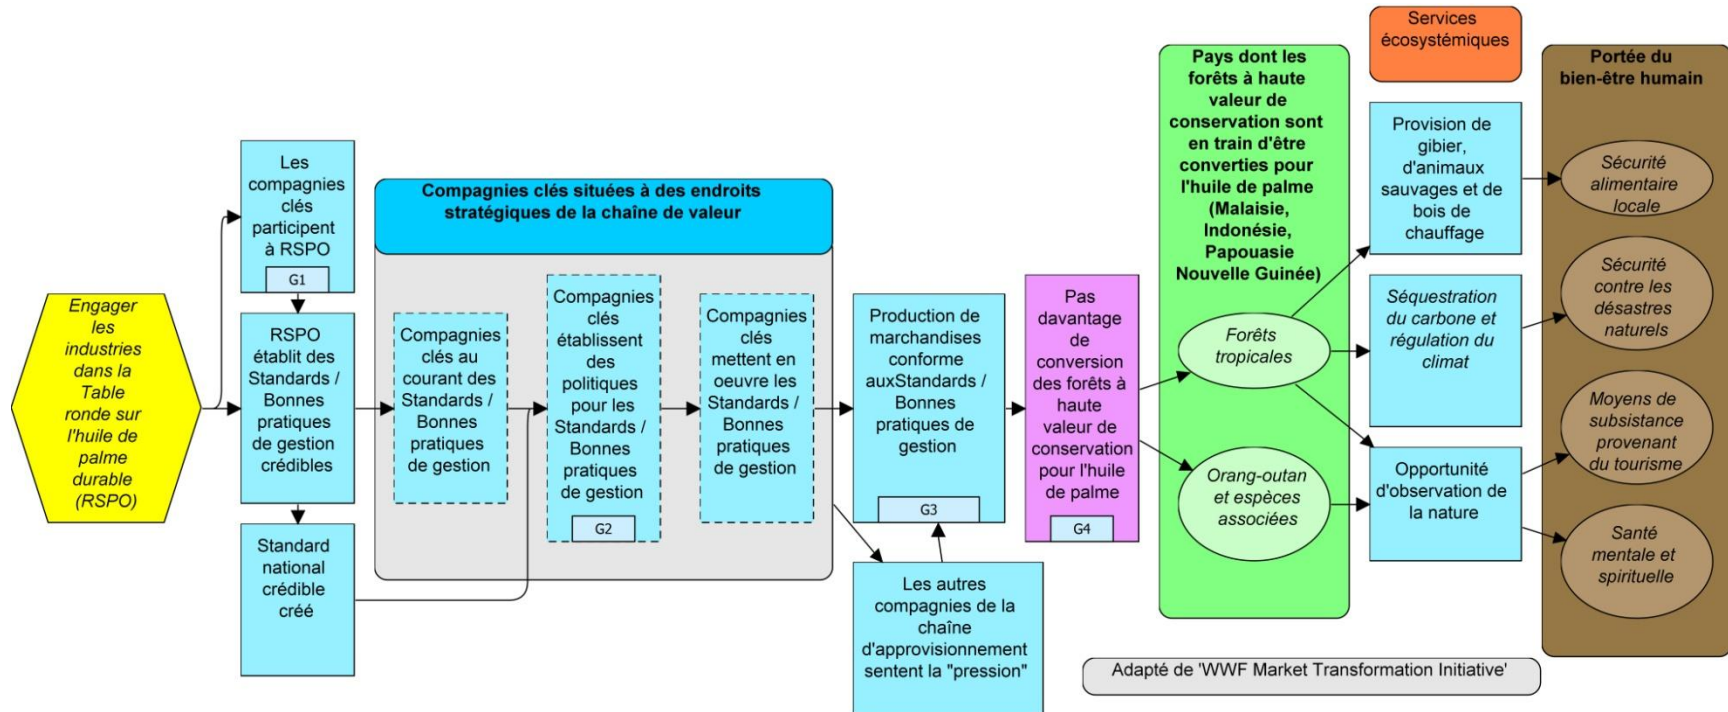 Engager
les
industries
dans la
Table
ronde sur
l'huile de
palme
durable
(RSPO)
Les
compagnies
clés
participent
à RSPO
G1
RSPO
établit des
Standards /
Bonnes
pratiques
de gestion
crédibles
Standard
national
crédible
créé
Compagnies clés situées à des endroits
stratégiques de la chaîne de valeur
Compagnies
clés au
courant des
Standards /
Bonnes
pratiques
de gestion
Compagnies
clés
établissent
des
politiques
pour les
Standards /
Bonnes
pratiques
de gestion
G2
Compagnies
clés
mettent en
oeuvre les
Standards /
Bonnes
pratiques
de gestion
Production de
marchandises
conforme
auxStandards /
Bonnes
pratiques de
gestion
G3
Les autres
compagnies de la
chaîne
d'approvisionnement
sentent la "pression"
Pas
davantage
de
conversion
des forêts à
haute
valeur de
conservation
pour l'huile
de palme
G4
Pays dont les
forêts à haute
valeur de
conservation sont
en train d'être
converties pour
l'huile de palme
(Malaisie,
Indonésie,
Papouasie
Nouvelle Guinée)
Forêts
tropicales
Orang-outan
et espèces
associées
Services
écosystémiques
Provision de
gibier,
d'animaux
sauvages et de
bois de
chauffage
Séquestration
du carbone et
régulation du
climat
Opportunité
d'observation de
la nature
Portée du
bien-être humain
Sécurité
alimentaire
locale
Sécurité
contre les
désastres
naturels
Moyens de
subsistance
provenant
du tourisme
Santé
mentale et
spirituelle
Adapté de 'WWF Market Transformation Initiative'